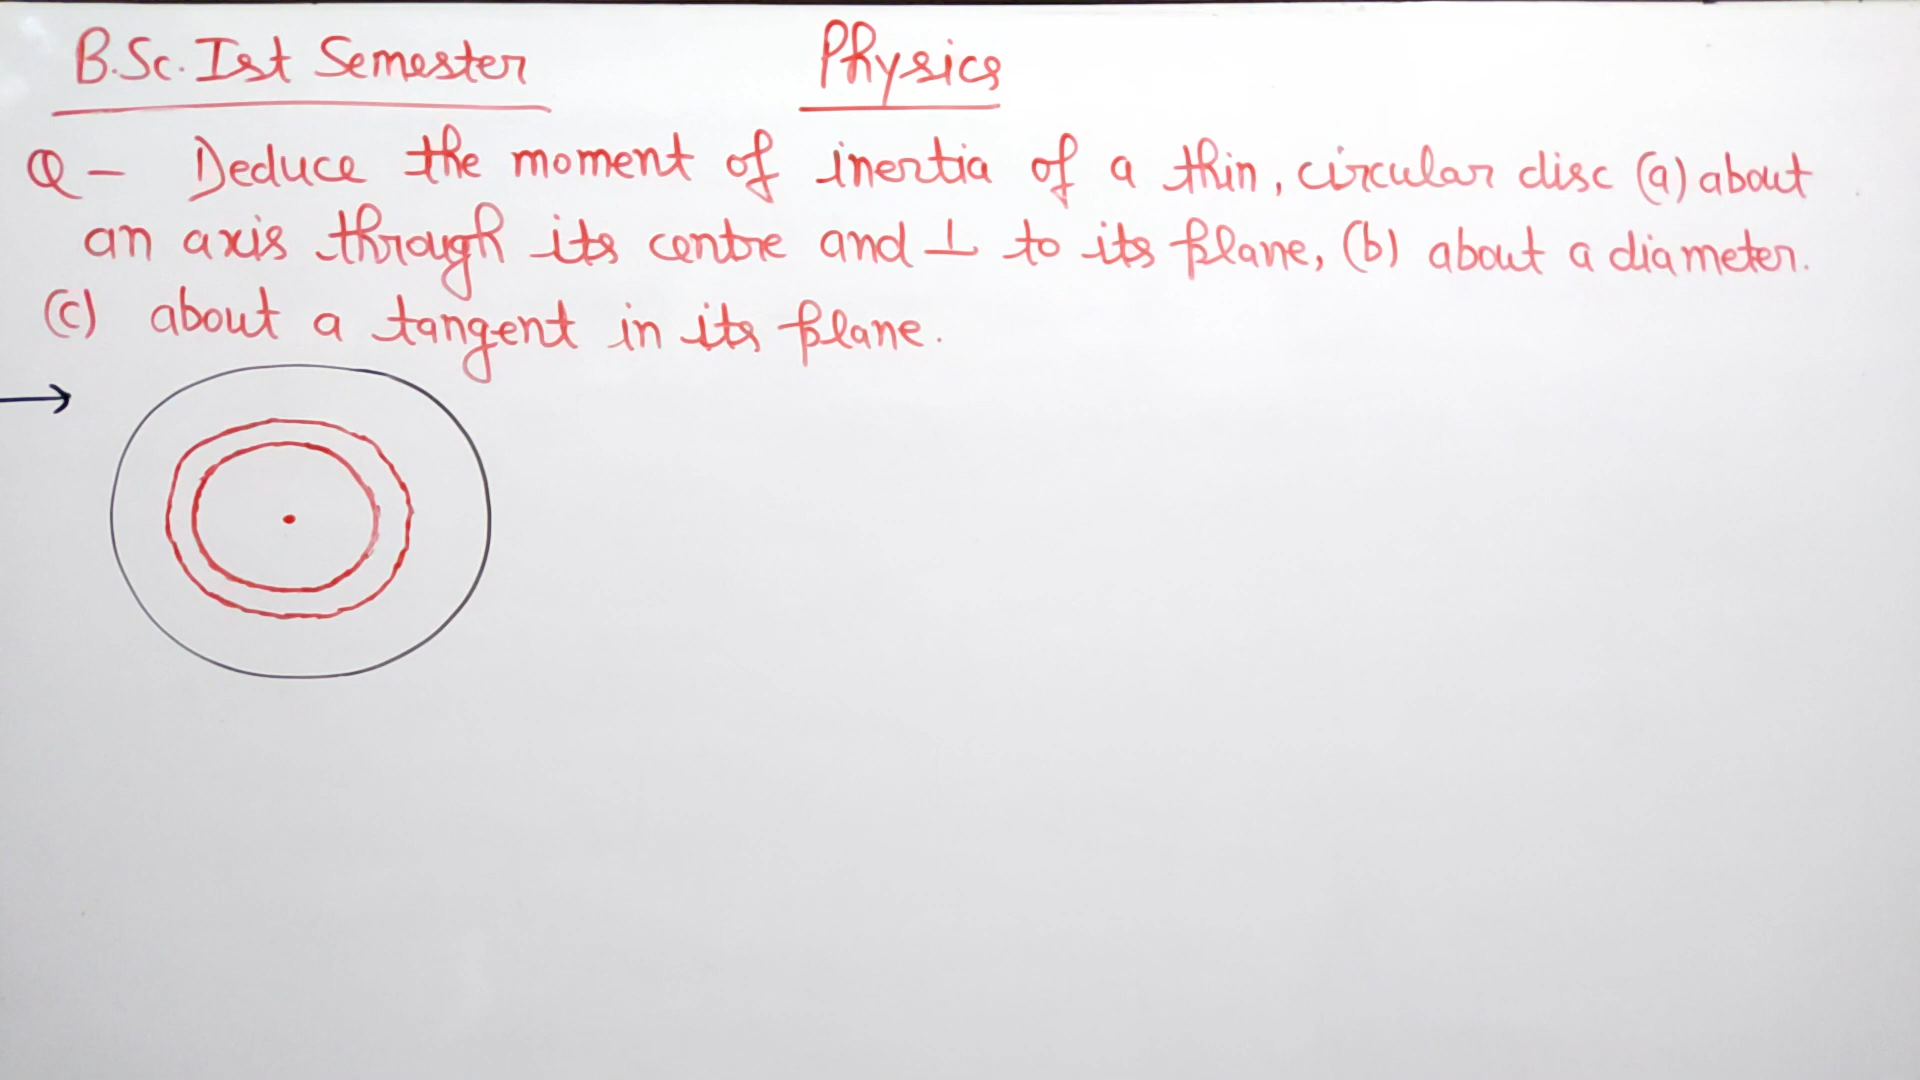 B.Sc. Ist Semester Physics
Q - Deduce the moment of inertia of a thin, circular disc (a) about
an axis through its centre and ⊥ to its plane, (b) about a diameter.
(c) about a tangent in its plane.